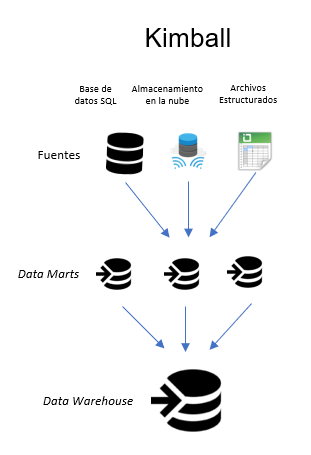 Kimball
Base de
datos SQL
Almacenamiento
en la nube
Archivos
Estructurados
Fuentes
Data Marts
Data Warehouse